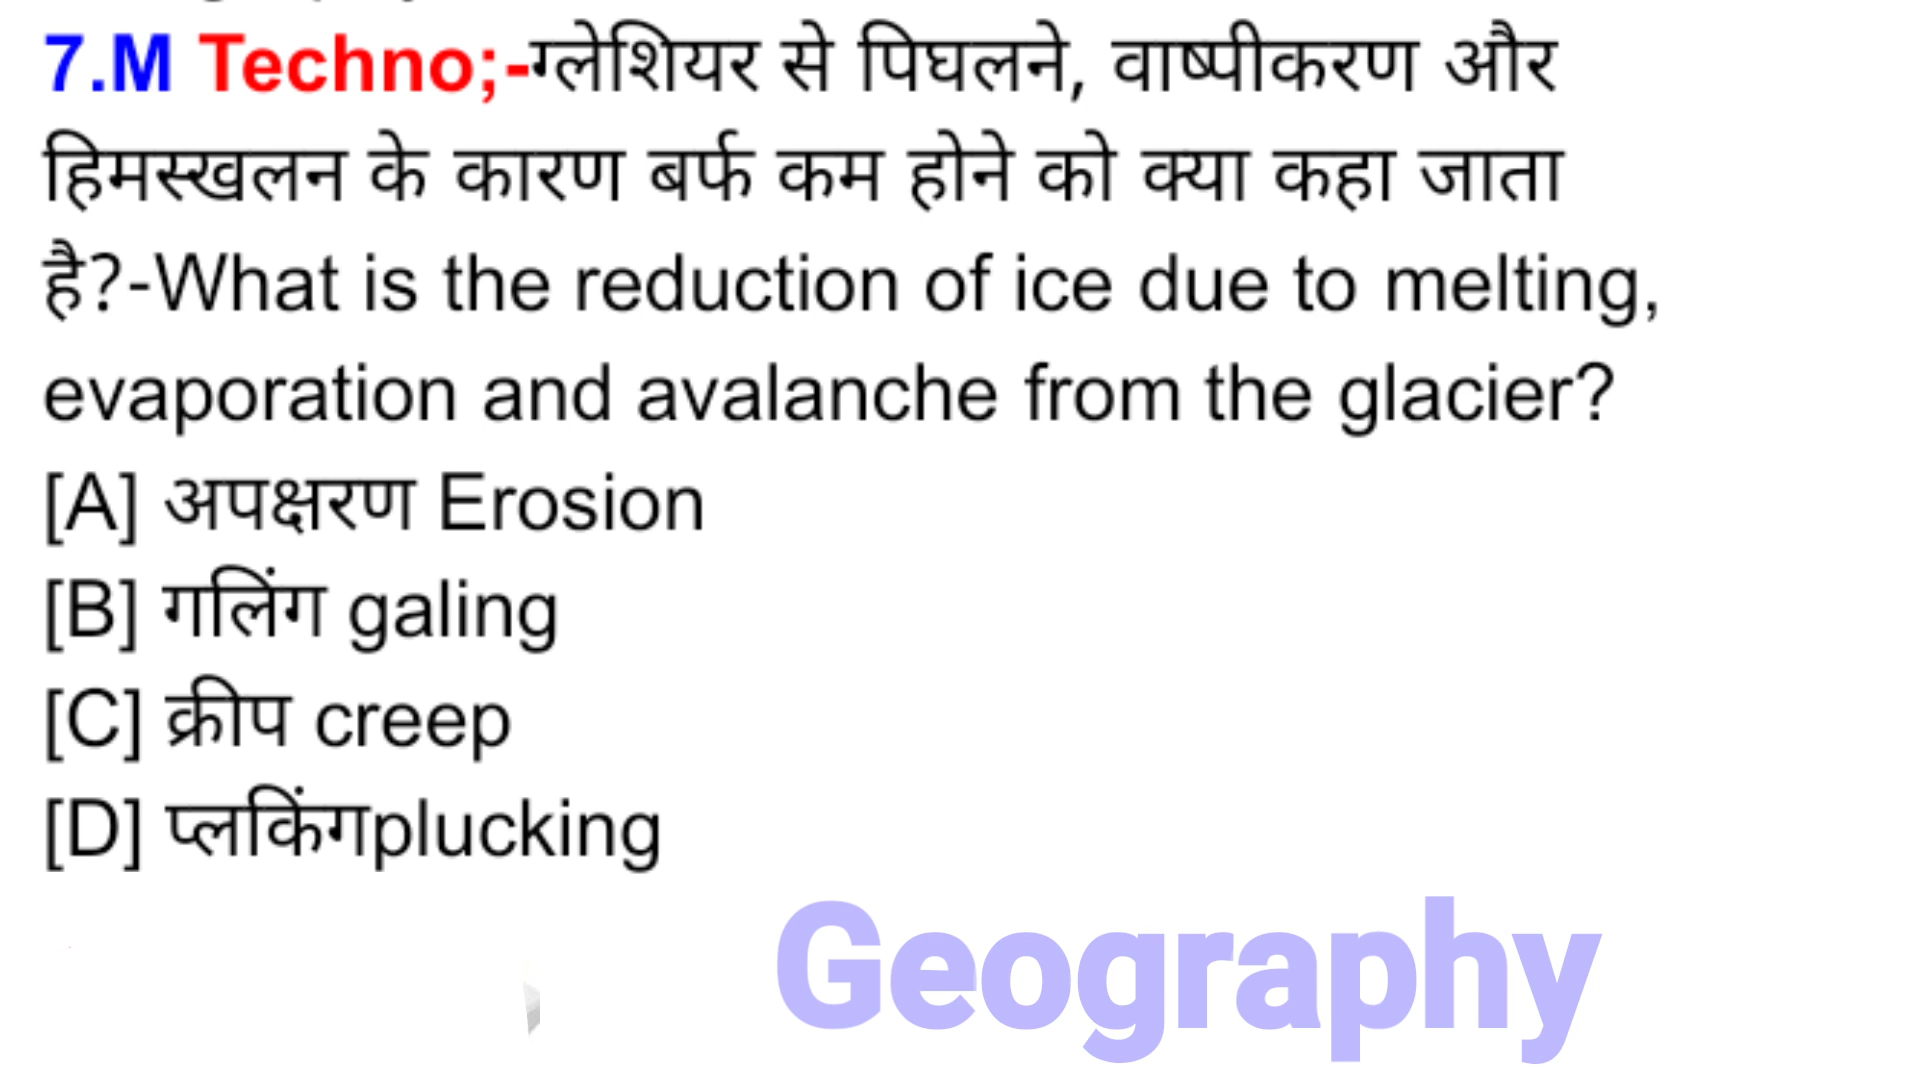 7.M Techno;-ग्लेशियर से पिघलने, वाष्पीकरण और
हिमस्खलन के कारण बर्फ कम होने को क्या कहा जाता
है?-What is the reduction of ice due to melting,
evaporation and avalanche from the glacier?
[A] अपक्षरण Erosion
[B] गलिंग galing
[C] क्रीप creep
[D] प्लकिंगplucking
Geography